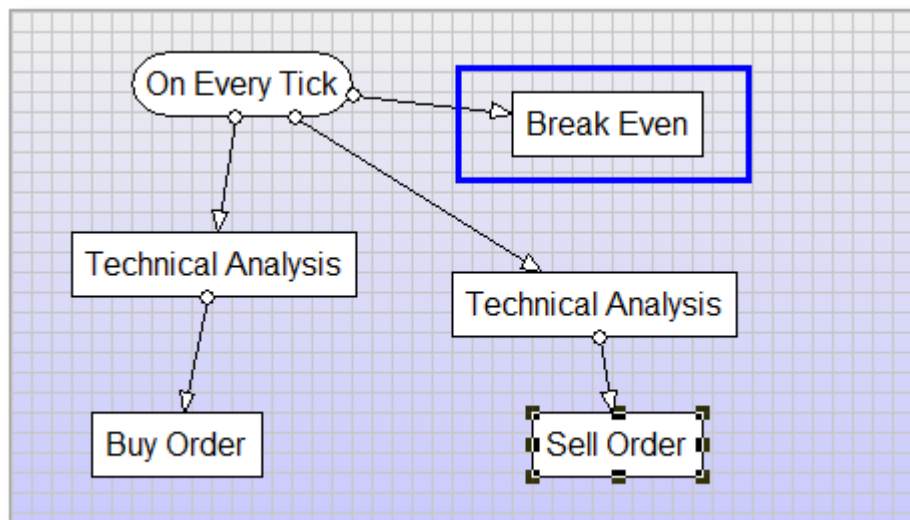 On Every Tick
Break Even
Technical Analysis
Technical Analysis
Buy Order
Sell Order